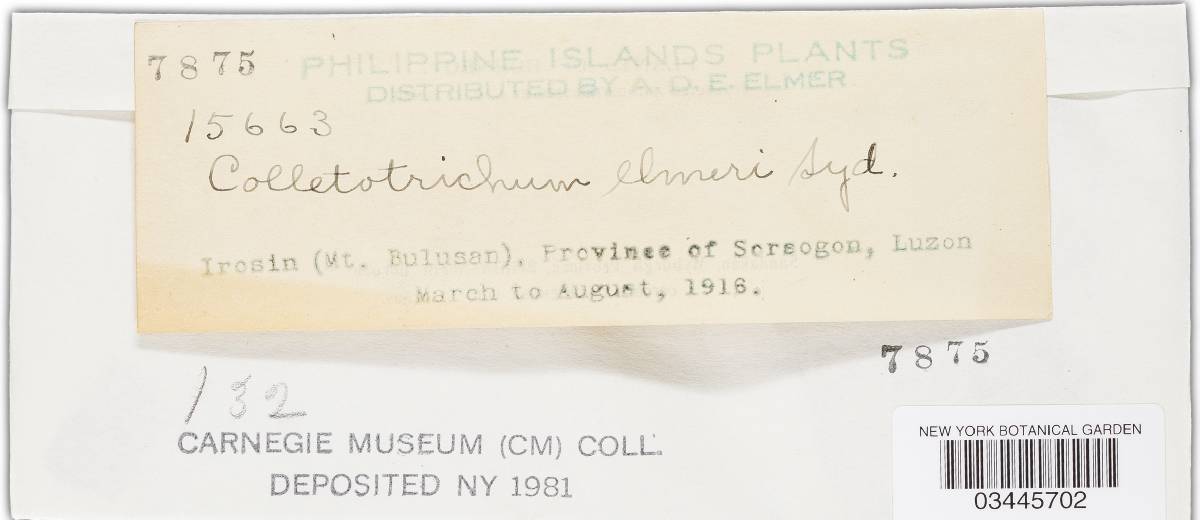 7875
PHILIPPINE ISLANDS PLANTS
DISTRIBUTED BY A. D. E. ELMER
15663
Colletotrichum elmeri Syd.
Irosin (Mt. Bulusan), Province of Sorsogon, Luzon
March to August, 1916.
7875
132
CARNEGIE MUSEUM (CM) COLL.
DEPOSITED NY 1981
NEW YORK BOTANICAL GARDEN
03445702